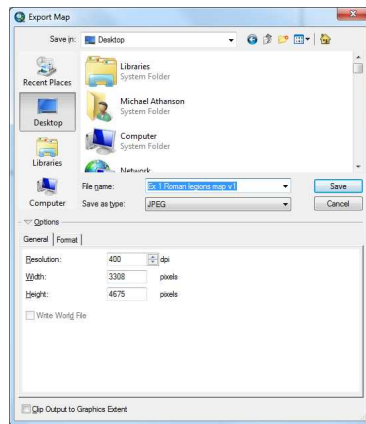 Export Map
Save in: Desktop
Libraries
System Folder
Recent Places
Michael Athanson
System Folder
Desktop
Computer
System Folder
Libraries
Network
File name: Ex 1 Roman legions map v1 Save
Computer Save as type: JPEG Cancel
Options
General Format
Resolution: 400 dpi
Width: 3308 pixels
Height: 4675 pixels
Write World File
Clip Output to Graphics Extent